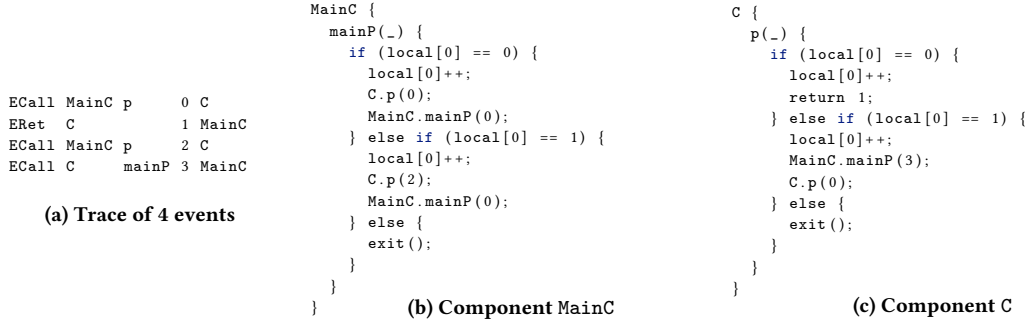 ECall MainC p 0 C
ERet C 1 MainC
ECall MainC p 2 C
ECall C mainP 3 MainC
(a) Trace of 4 events
MainC {
mainP(_) {
if (local[0] == 0) {
local[0]++;
C.p(0);
MainC.mainP(0);
} else if (local[0] == 1) {
local[0]++;
C.p(2);
MainC.mainP(0);
} else {
exit();
}
}
}
(b) Component MainC
C {
p(_) {
if (local[0] == 0) {
local[0]++;
return 1;
} else if (local[0] == 1) {
local[0]++;
MainC.mainP(3);
C.p(0);
} else {
exit();
}
}
}
(c) Component C